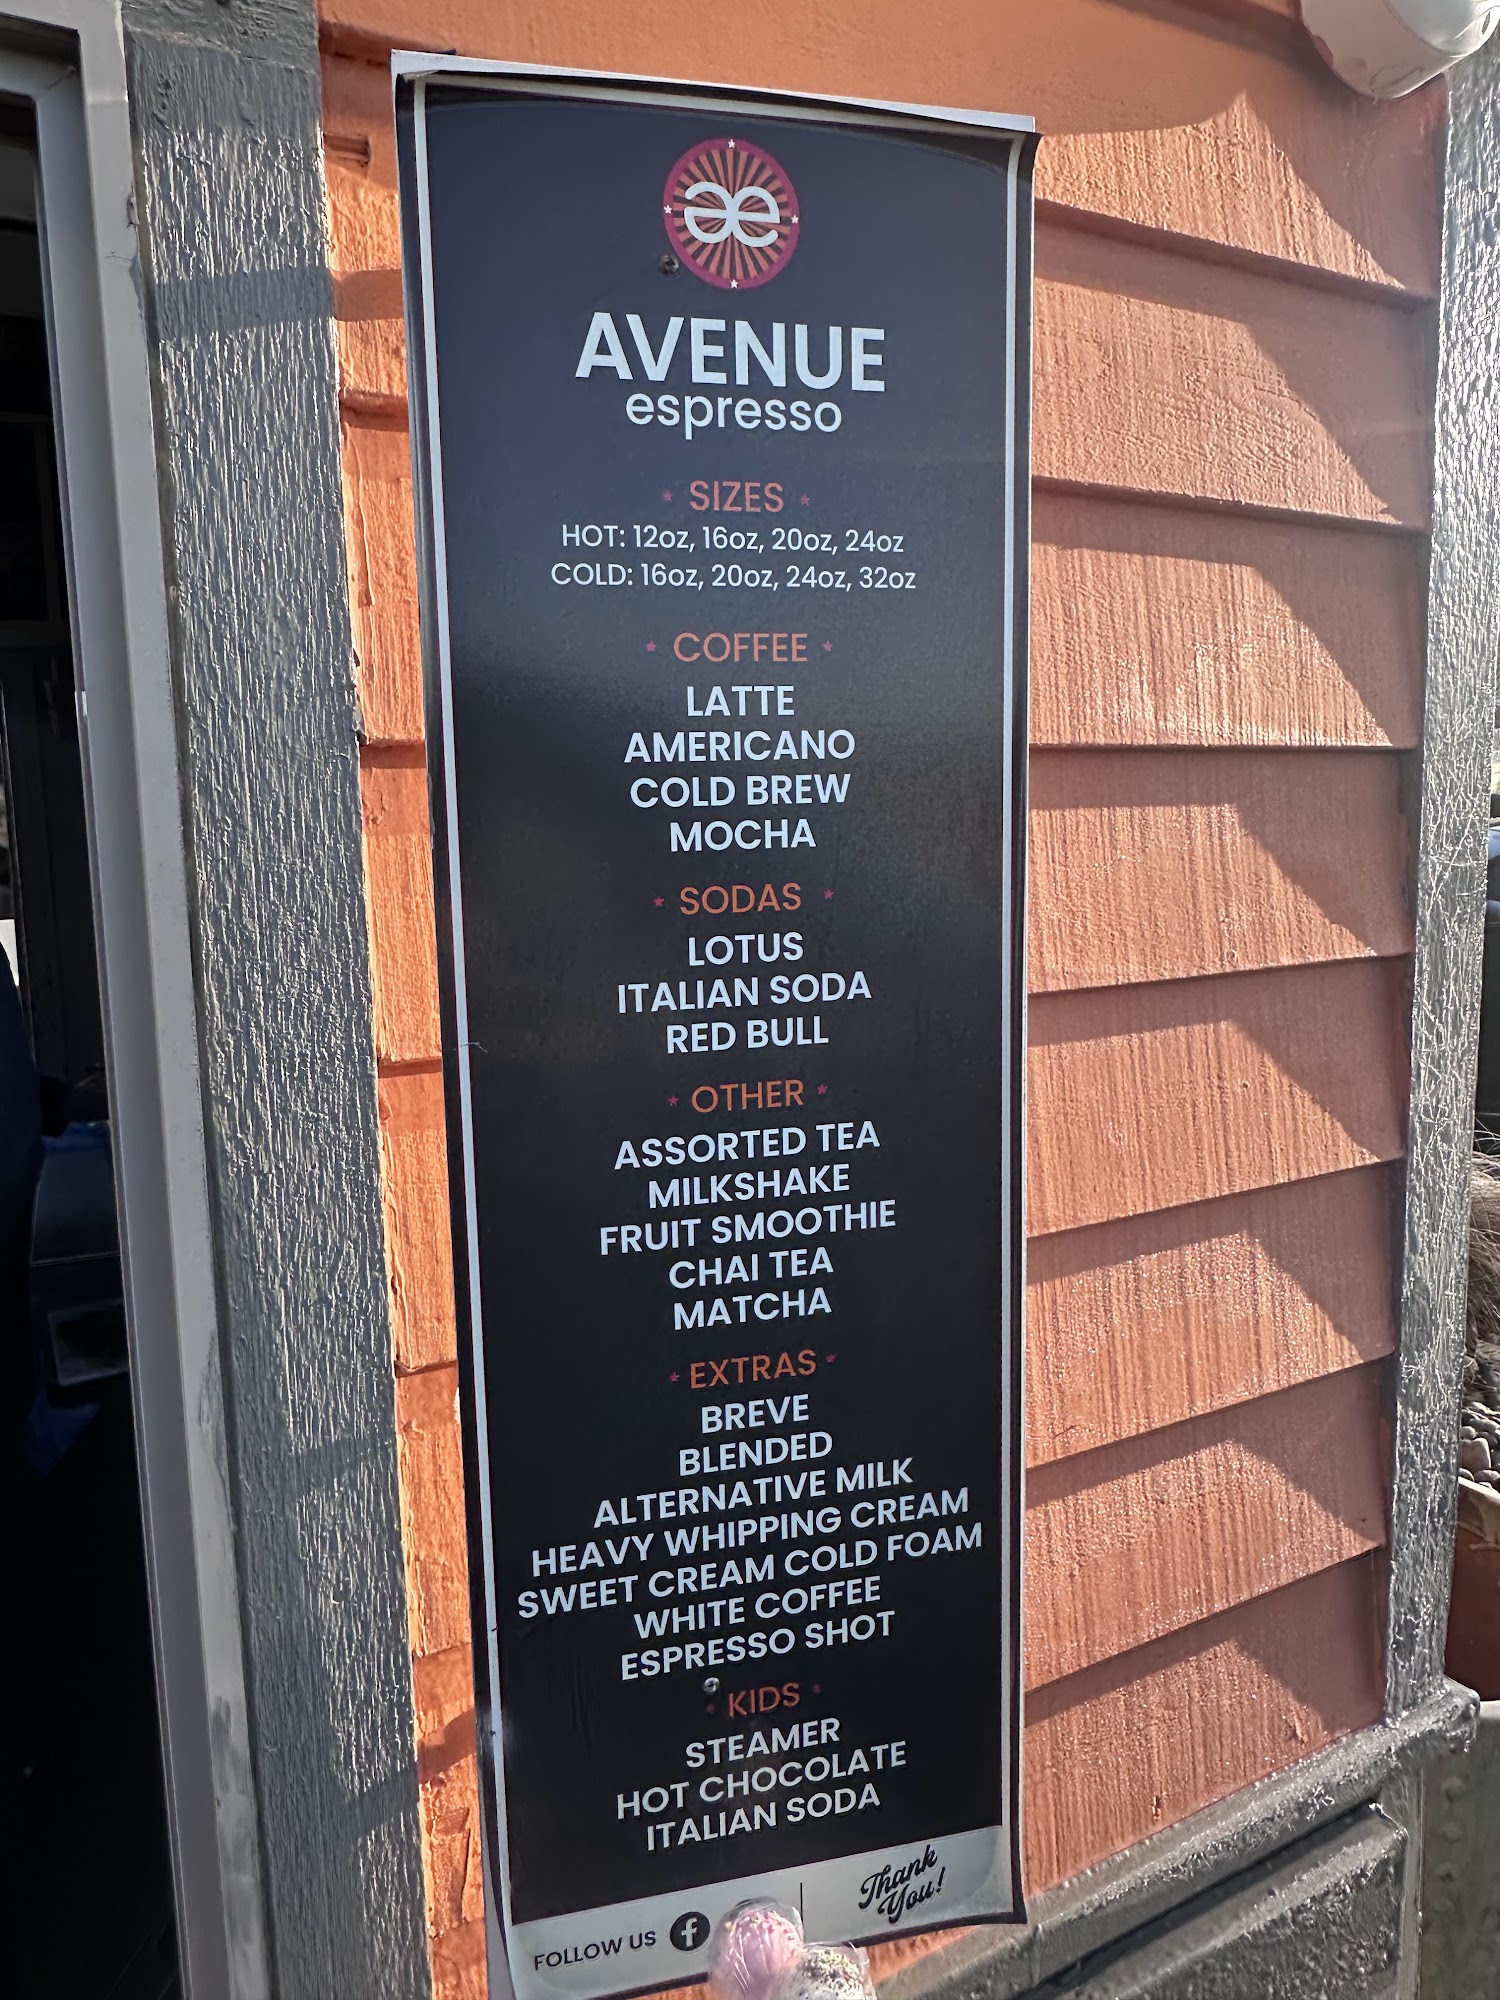 æ
AVENUE
espresso
* SIZES *
HOT: 12oz, 16oz, 20oz, 24oz
COLD: 16oz, 20oz, 24oz, 32oz
* COFFEE *
LATTE
AMERICANO
COLD BREW
MOCHA
* SODAS *
LOTUS
ITALIAN SODA
RED BULL
* OTHER *
ASSORTED TEA
MILKSHAKE
FRUIT SMOOTHIE
CHAI TEA
MATCHA
* EXTRAS *
BREVE
BLENDED
ALTERNATIVE MILK
HEAVY WHIPPING CREAM
SWEET CREAM COLD FOAM
WHITE COFFEE
ESPRESSO SHOT
* KIDS *
STEAMER
HOT CHOCOLATE
ITALIAN SODA
FOLLOW US f
Thank
You!